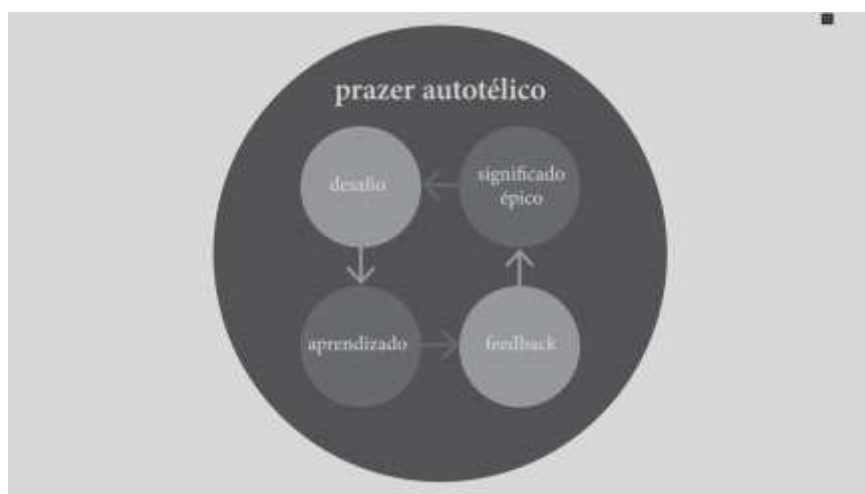 prazer autotélico
desafio
significado
épico
aprendizado
feedback